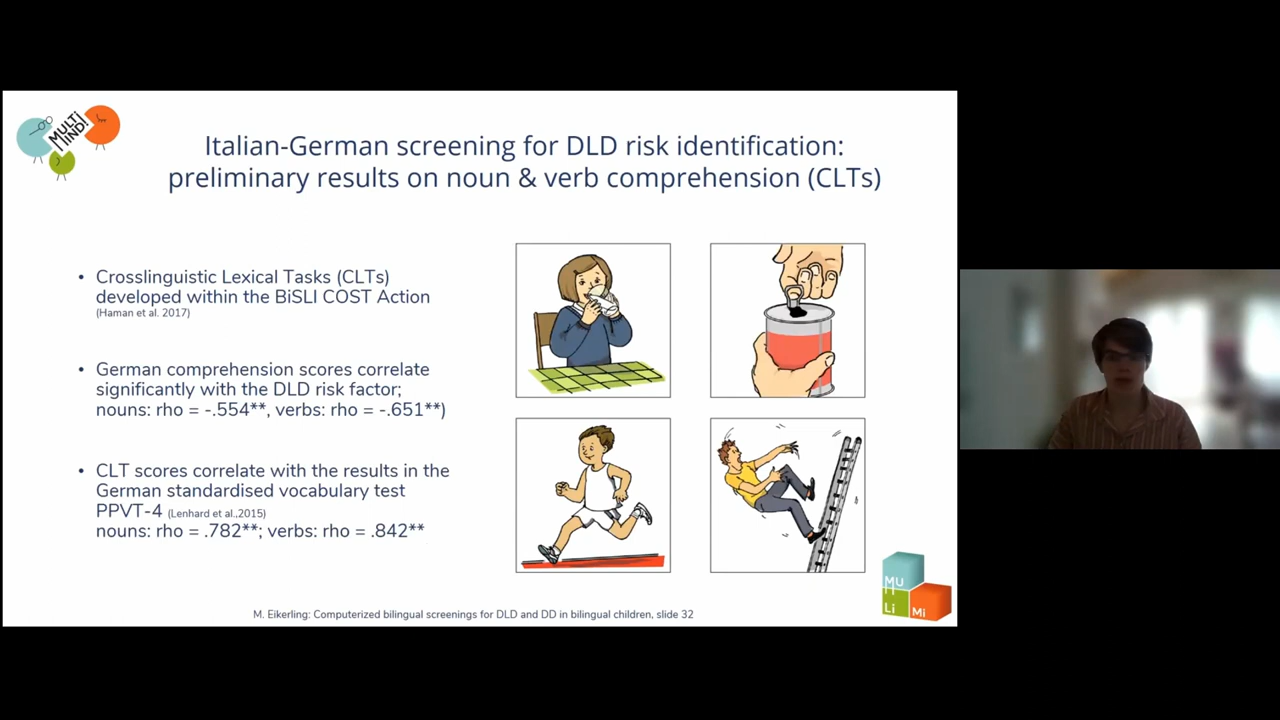 MULTI
MIND!
Italian-German screening for DLD risk identification:
preliminary results on noun & verb comprehension (CLTs)
• Crosslinguistic Lexical Tasks (CLTs)
developed within the BiSLI COST Action
(Haman et al. 2017)
• German comprehension scores correlate
significantly with the DLD risk factor;
nouns: rho = -.554**, verbs: rho = -.651**)
• CLT scores correlate with the results in the
German standardised vocabulary test
PPVT-4 (Lenhard et al.,2015)
nouns: rho = .782**; verbs: rho = .842**
MU
lti
Li
Mi
M. Eikerling: Computerized bilingual screenings for DLD and DD in bilingual children, slide 32